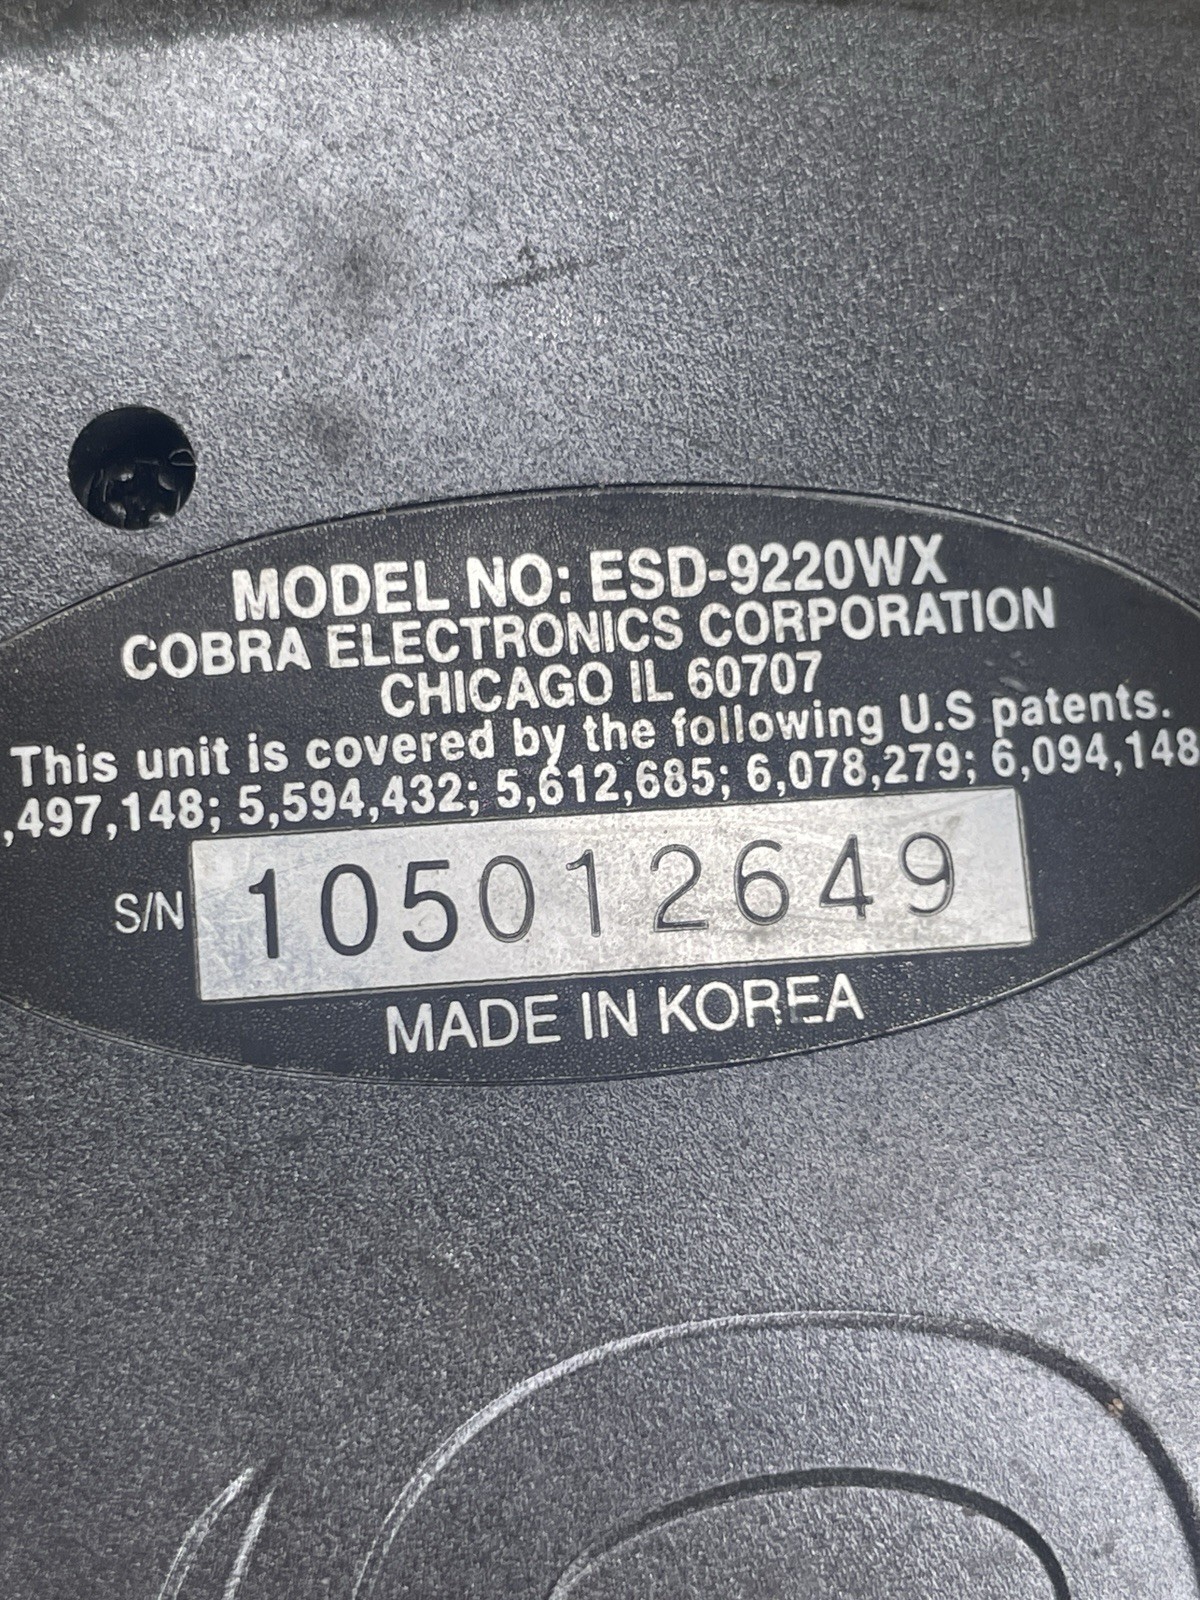 MODEL NO: ESD-9220WX
COBRA ELECTRONICS CORPORATION
CHICAGO IL 60707
This unit is covered by the following U.S patents.
,497,148; 5,594,432; 5,612,685; 6,078,279; 6,094,148
S/N 105012649
MADE IN KOREA